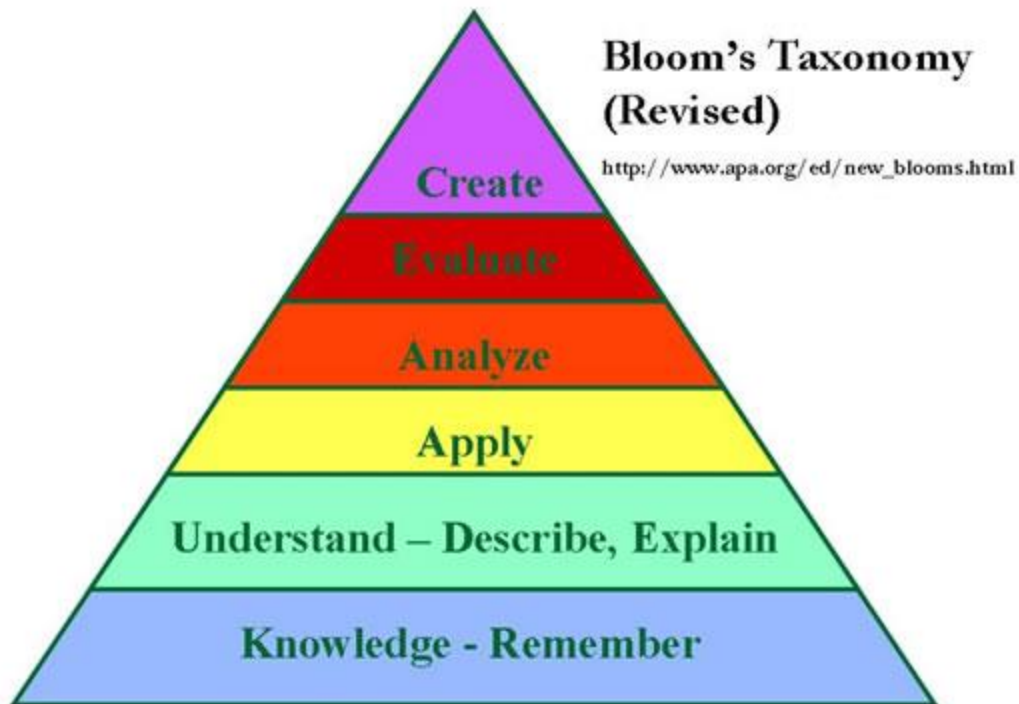 Bloom's Taxonomy
(Revised)
http://www.apa.org/ed/new_blooms.html
Create
Evaluate
Analyze
Apply
Understand – Describe, Explain
Knowledge - Remember